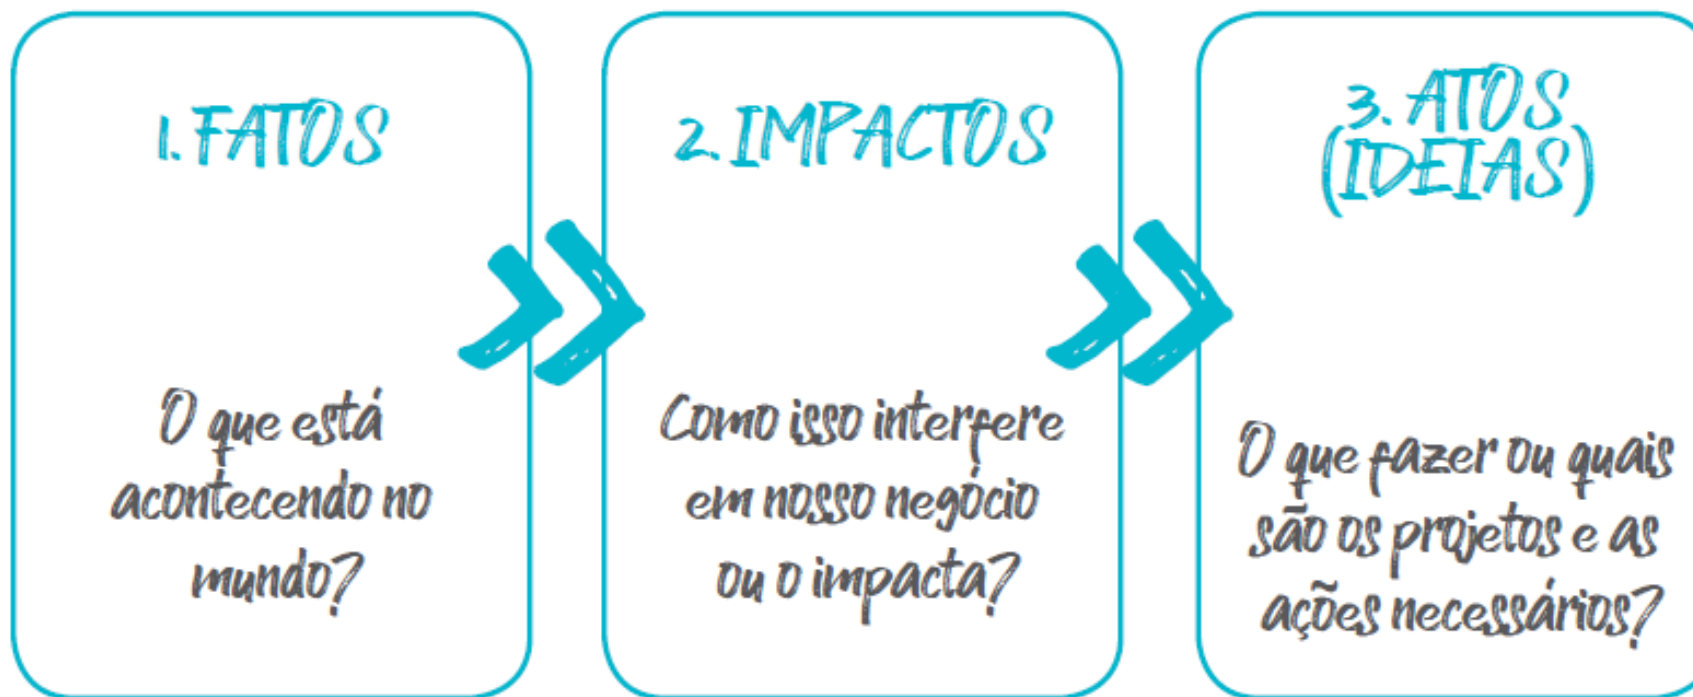 1. FATOS
O que está
acontecendo no
mundo?
2. IMPACTOS
Como isso interfere
em nosso negócio
ou o impacta?
3. ATOS
(IDEIAS)
O que fazer ou quais
são os projetos e as
ações necessários?